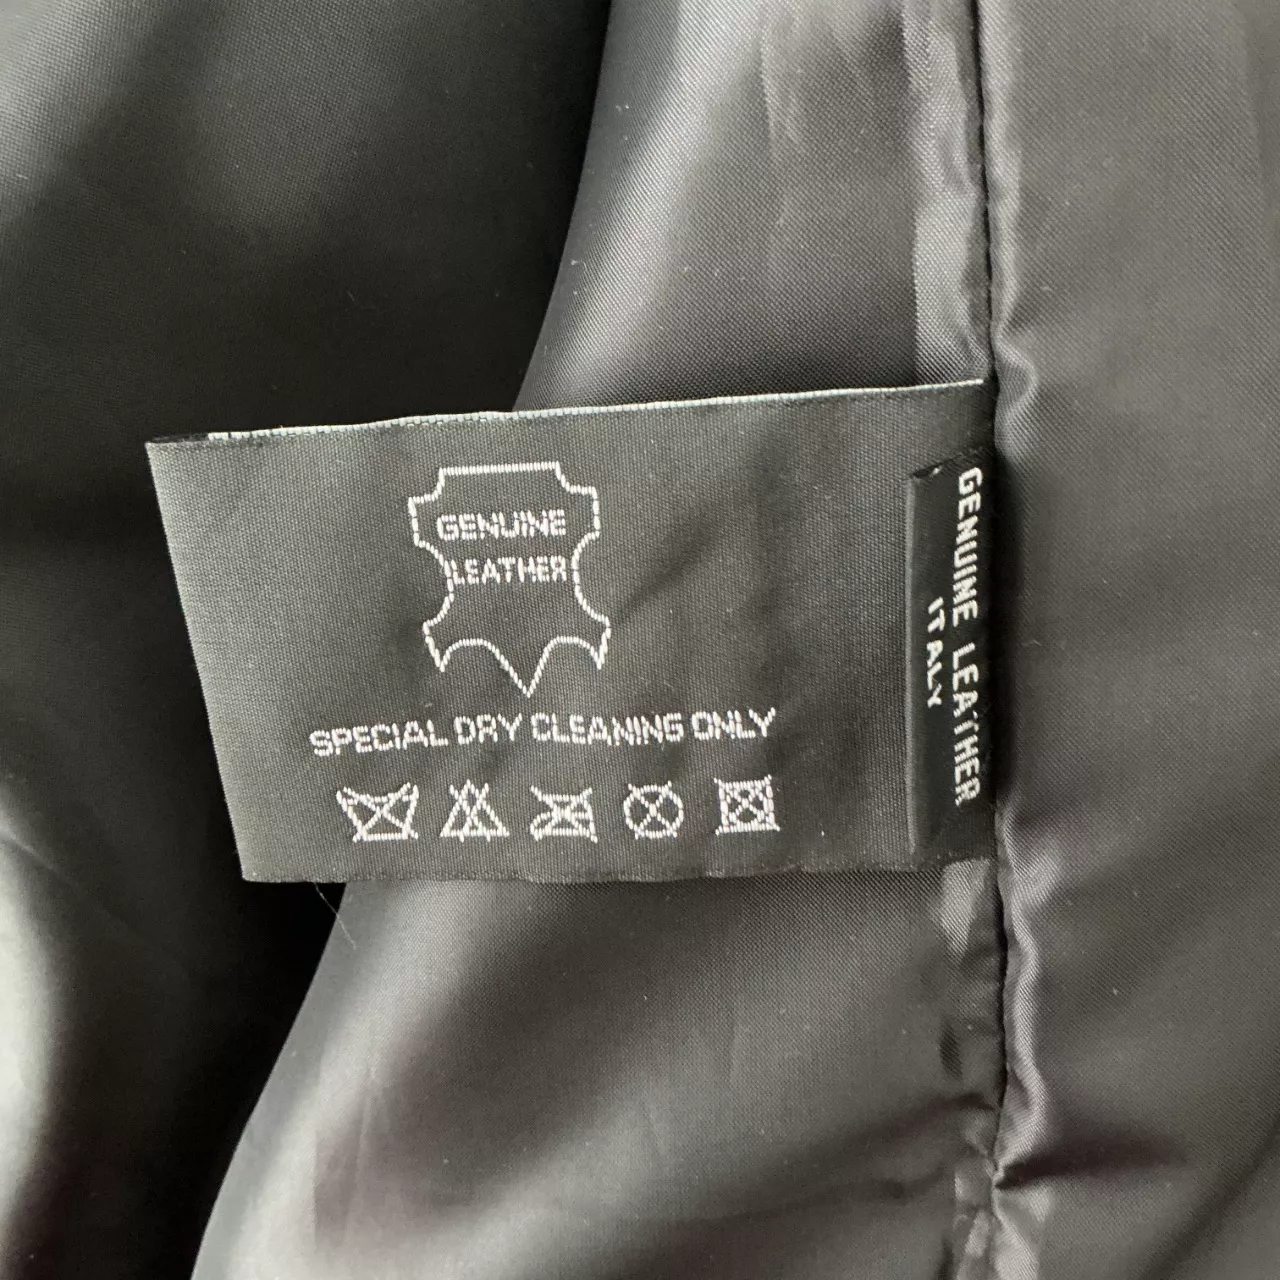 GENUINE
LEATHER
SPECIAL DRY CLEANING ONLY
GENUINE LEATHER
ITALY